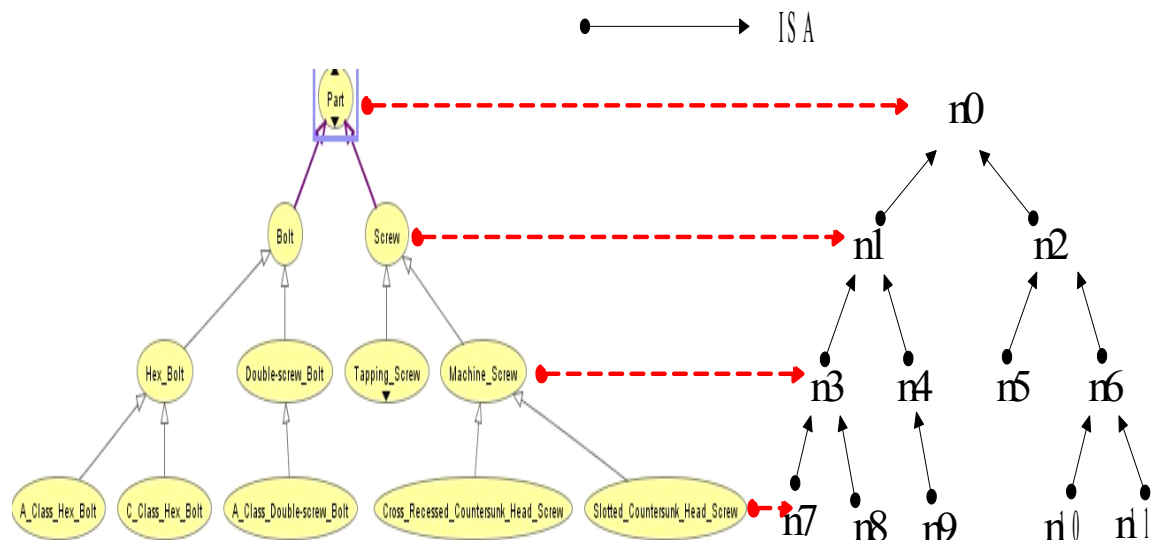 ISA
Part
n0
Bolt
Screw
n1
n2
Hex_Bolt
Double-screw_Bolt
Tapping_Screw
Machine_Screw
n3
n4
n5
n6
A_Class_Hex_Bolt
C_Class_Hex_Bolt
A_Class_Double-screw_Bolt
Cross_Recessed_Countersunk_Head_Screw
Slotted_Countersunk_Head_Screw
n7
n8
n9
n10
n11